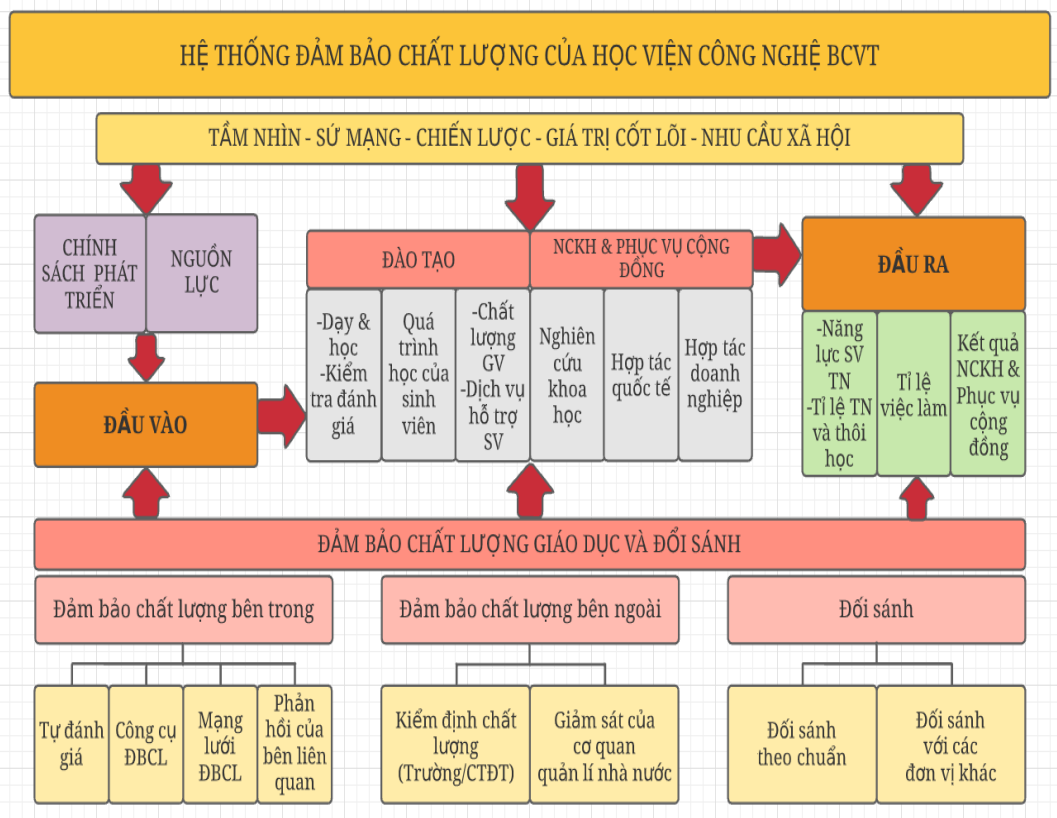 HỆ THỐNG ĐẢM BẢO CHẤT LƯỢNG CỦA HỌC VIỆN CÔNG NGHỆ BCVT
TẦM NHÌN - SỨ MẠNG - CHIẾN LƯỢC - GIÁ TRỊ CỐT LÕI - NHU CẦU XÃ HỘI
CHÍNH
SÁCH PHÁT
TRIỂN
NGUỒN
LỰC
ĐẦU VÀO
ĐÀO TẠO
NCKH & PHỤC VỤ CỘNG
ĐỒNG
-Dạy &
học
-Kiểm
tra đánh
giá
Quá
trình
học của
sinh
viên
-Chất
lượng
GV
-Dịch vụ
hỗ trợ
SV
Nghiên
cứu
khoa
học
Hợp tác
quốc tế
Hợp tác
doanh
nghiệp
ĐẦU RA
-Năng
lực SV
TN
-Tỉ lệ TN
và thôi
học
Tỉ lệ
việc làm
Kết quả
NCKH &
Phục vụ
cộng
đồng
ĐẢM BẢO CHẤT LƯỢNG GIÁO DỤC VÀ ĐỔI SÁNH
Đảm bảo chất lượng bên trong
Tự đánh
giá
Công cụ
ĐBCL
Mạng
lưới
ĐBCL
Phản
hồi của
bên liên
quan
Đảm bảo chất lượng bên ngoài
Kiểm định chất
lượng
(Trường/CTĐT)
Giảm sát của
cơ quan
quản lí nhà nước
Đối sánh
Đối sánh
theo chuẩn
Đối sánh
với các
đơn vị khác